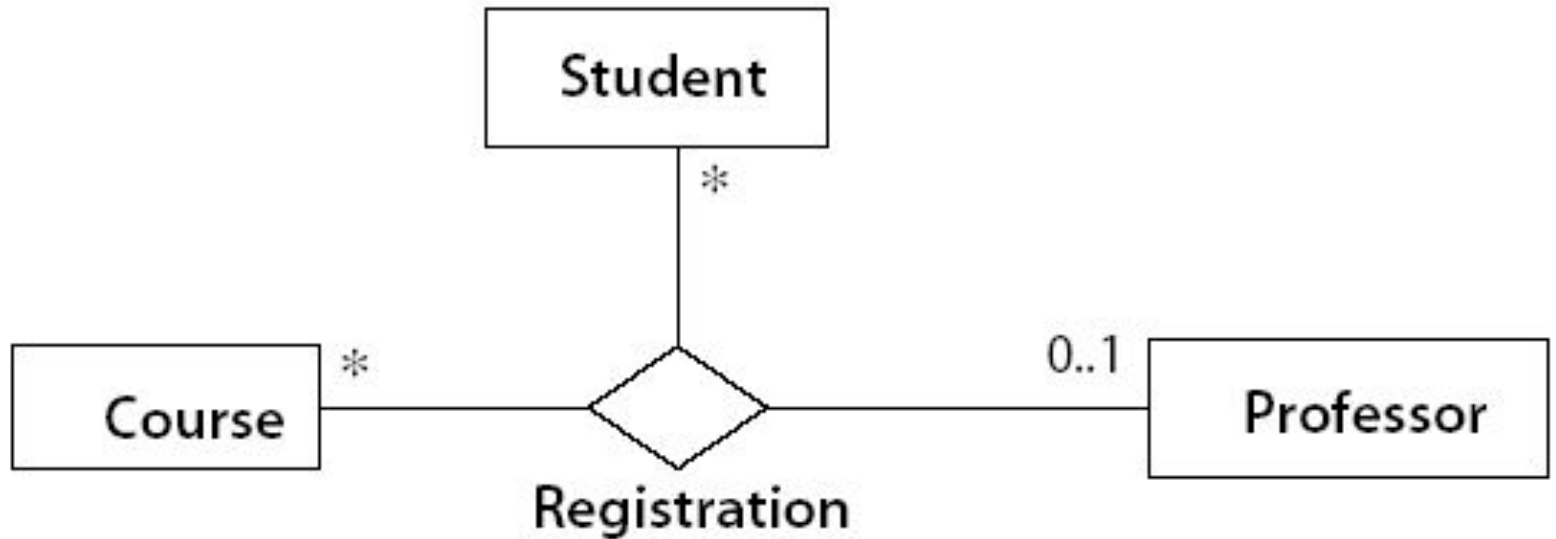 Student
*
*
0..1
Course
Professor
Registration